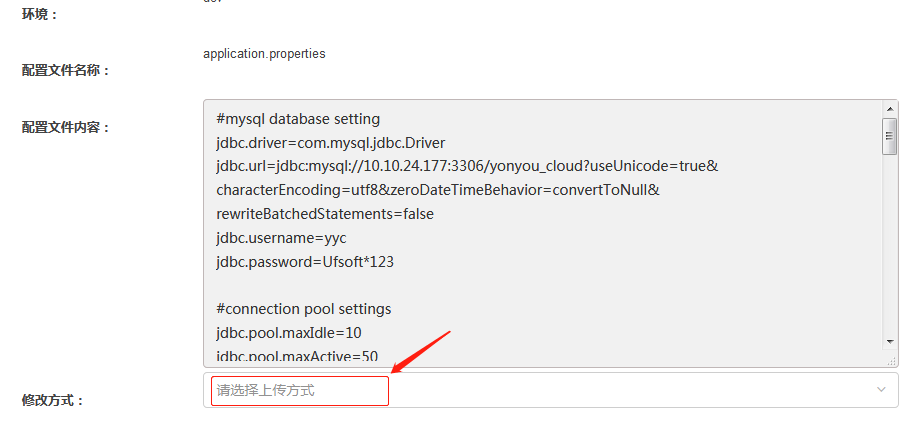 环境：
配置文件名称：
application.properties
配置文件内容：
#mysql database setting
jdbc.driver=com.mysql.jdbc.Driver
jdbc.url=jdbc:mysql://10.10.24.177:3306/yonyou_cloud?useUnicode=true&
characterEncoding=utf8&zeroDateTimeBehavior=convertToNull&
rewriteBatchedStatements=false
jdbc.username=yyc
jdbc.password=Ufsoft*123
#connection pool settings
jdbc.pool.maxIdle=10
jdbc.pool.maxActive=50
修改方式：
请选择上传方式